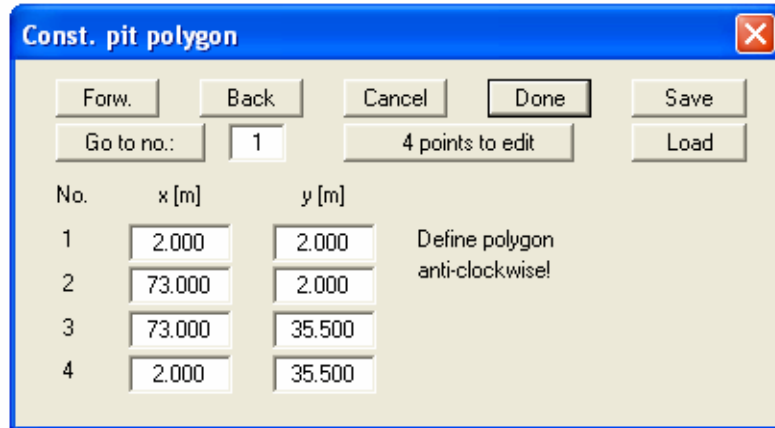 Const. pit polygon
Forw. Back Cancel Done Save
Go to no.: 1 4 points to edit Load
No. x [m] y [m]
1 2.000 2.000 Define polygon
anti-clockwise!
2 73.000 2.000
3 73.000 35.500
4 2.000 35.500